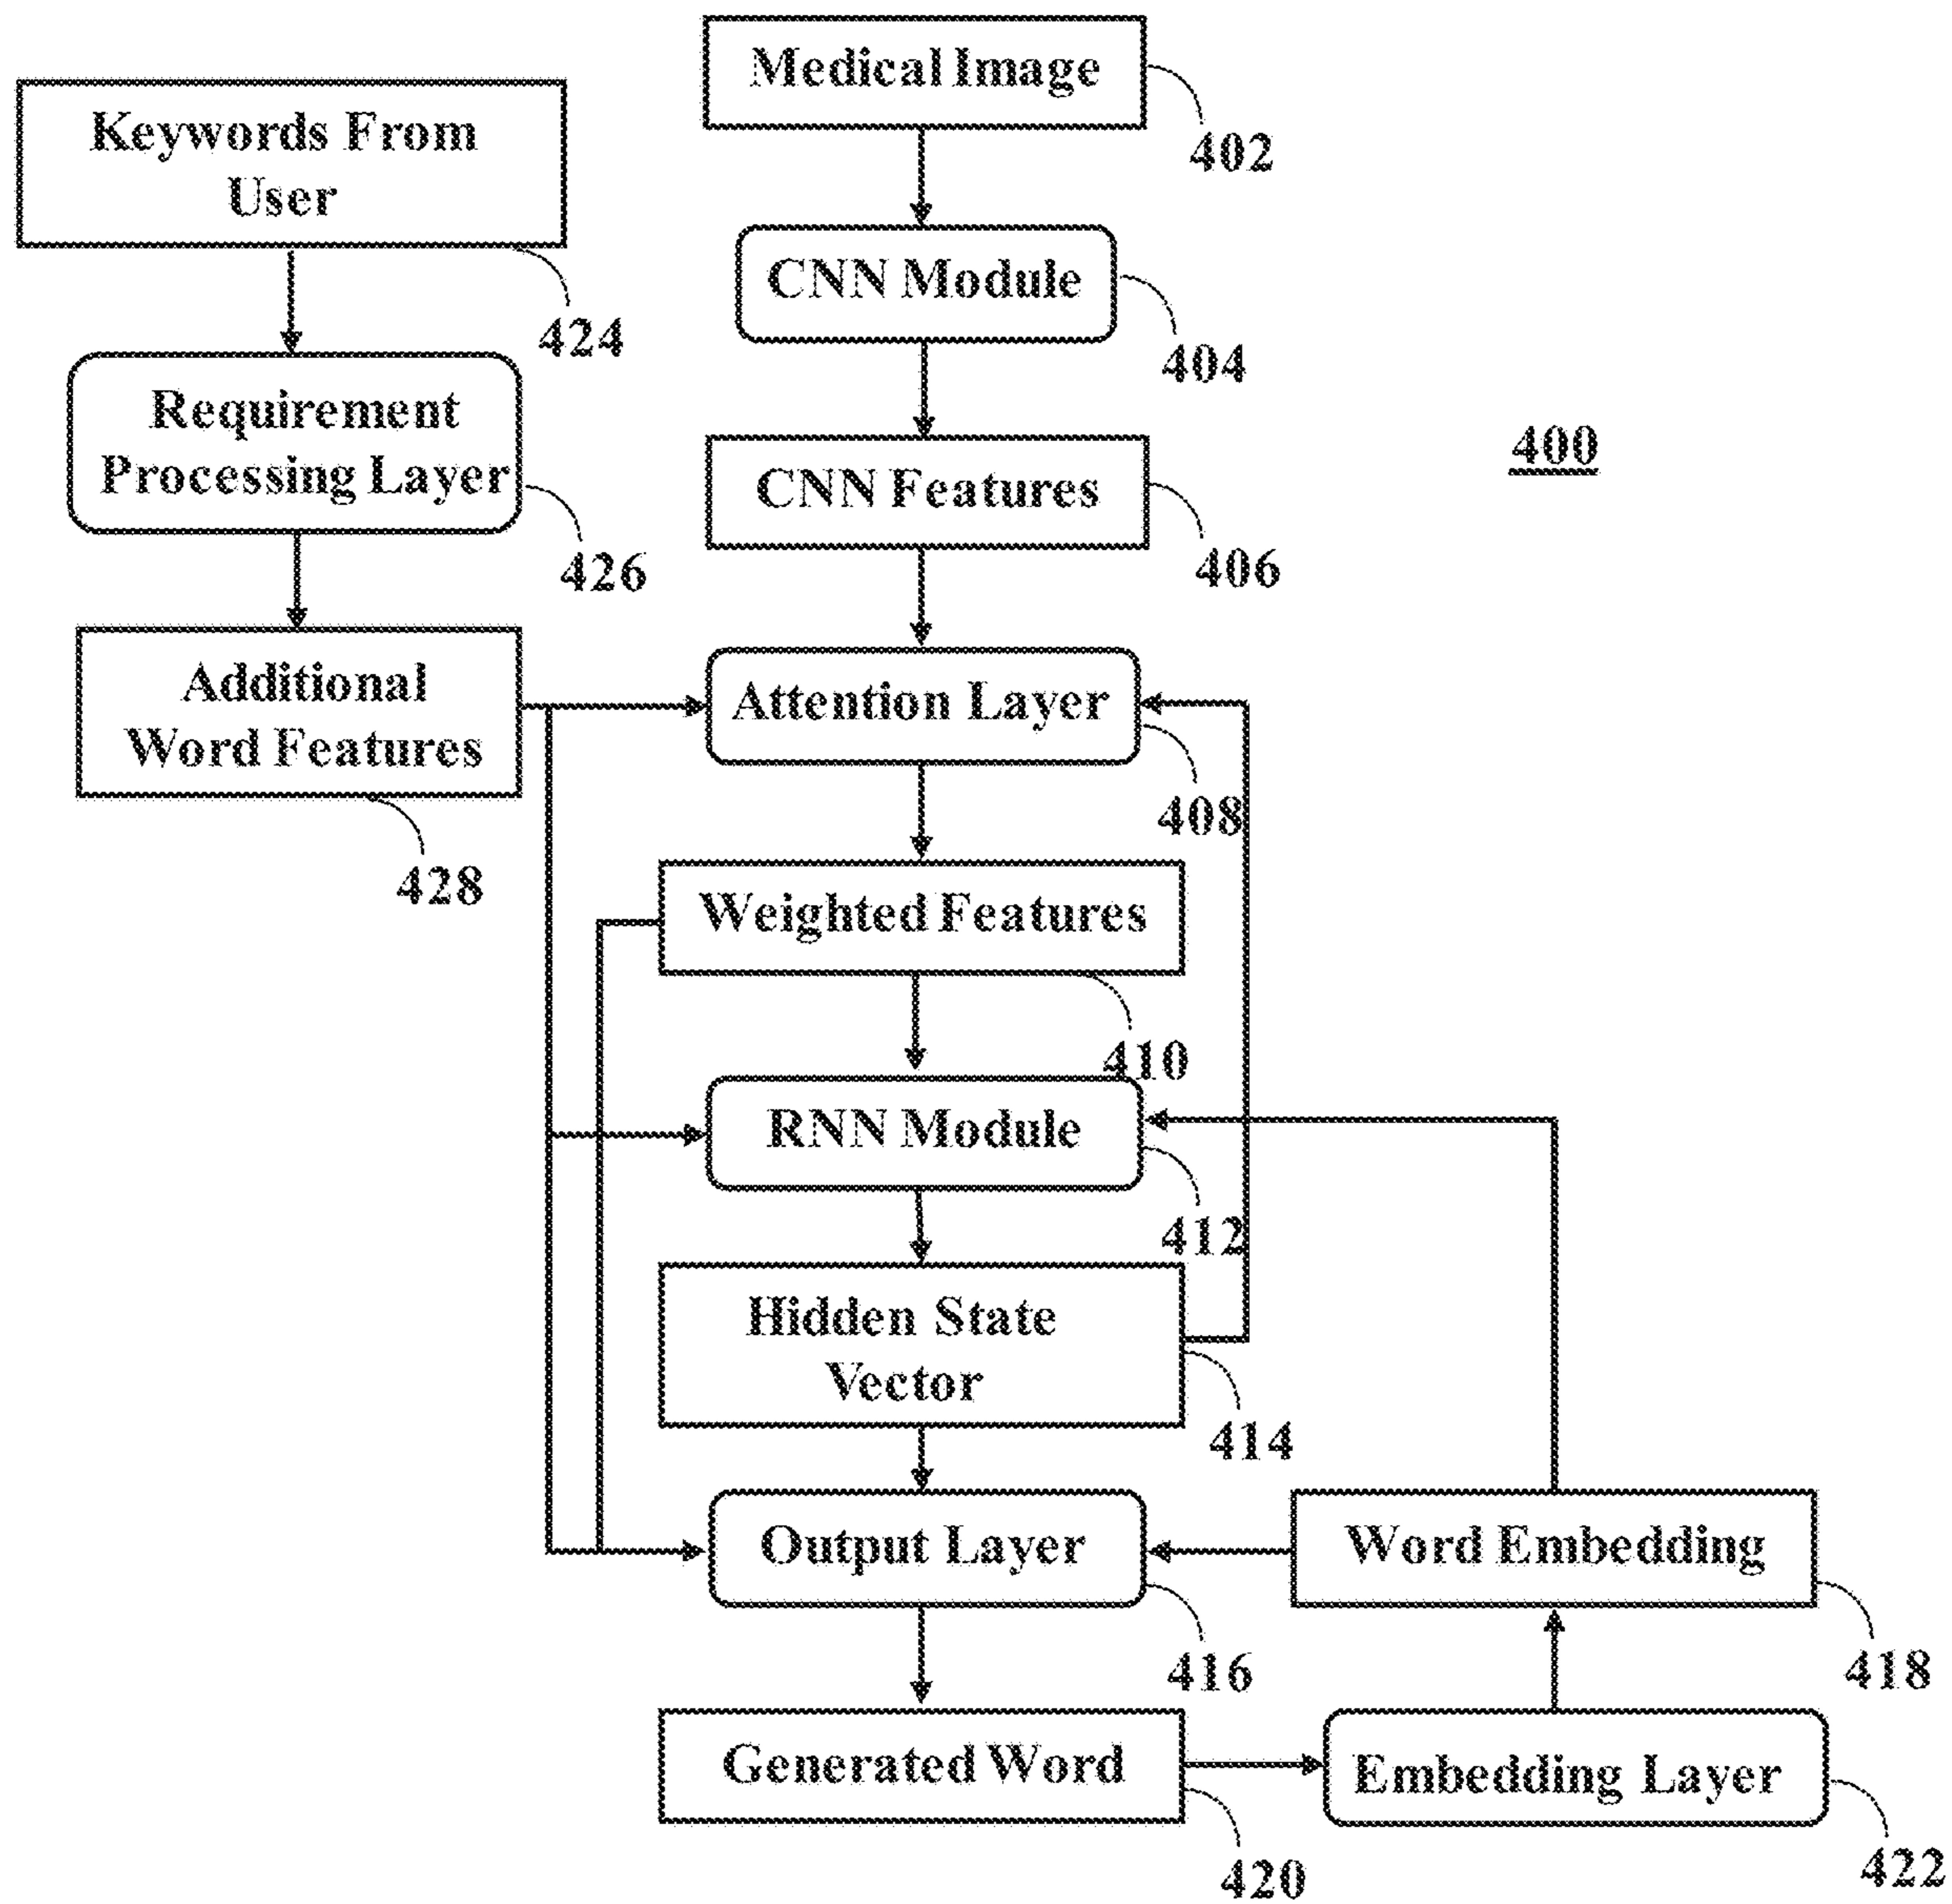 Medical Image
402
Keywords From
User
424
CNN Module
404
Requirement
Processing Layer
426
CNN Features
406
400
Additional
Word Features
428
Attention Layer
408
Weighted Features
410
RNN Module
412
Hidden State
Vector
414
Output Layer
416
Word Embedding
418
Generated Word
420
Embedding Layer
422